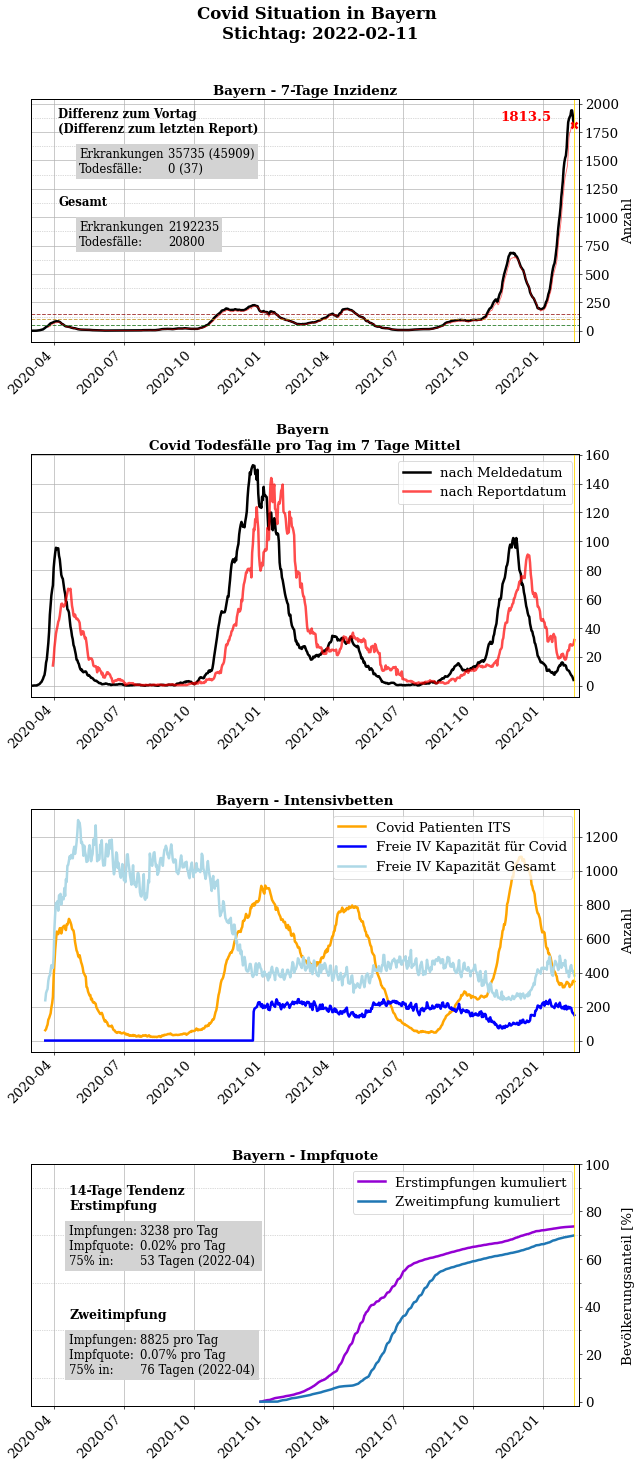 Covid Situation in Bayern
Stichtag: 2022-02-11
Bayern - 7-Tage Inzidenz
Differenz zum Vortag
(Differenz zum letzten Report)
Erkrankungen 35735 (45909)
Todesfälle: 0 (37)
Gesamt
Erkrankungen 2192235
Todesfälle: 20800
1813.5
2000
1750
1500
1250
1000
750
500
250
0
Anzahl
2020-04
2020-07
2020-10
2021-01
2021-04
2021-07
2021-10
2022-01
Bayern
Covid Todesfälle pro Tag im 7 Tage Mittel
nach Meldedatum
nach Reportdatum
160
140
120
100
80
60
40
20
0
2020-04
2020-07
2020-10
2021-01
2021-04
2021-07
2021-10
2022-01
Bayern - Intensivbetten
Covid Patienten ITS
Freie IV Kapazität für Covid
Freie IV Kapazität Gesamt
1200
1000
800
600
400
200
0
Anzahl
2020-04
2020-07
2020-10
2021-01
2021-04
2021-07
2021-10
2022-01
Bayern - Impfquote
14-Tage Tendenz
Erstimpfung
Impfungen: 3238 pro Tag
Impfquote: 0.02% pro Tag
75% in: 53 Tagen (2022-04)
Zweitimpfung
Impfungen: 8825 pro Tag
Impfquote: 0.07% pro Tag
75% in: 76 Tagen (2022-04)
Erstimpfungen kumuliert
Zweitimpfung kumuliert
100
80
60
40
20
0
Bevölkerungsanteil [%]
2020-04
2020-07
2020-10
2021-01
2021-04
2021-07
2021-10
2022-01